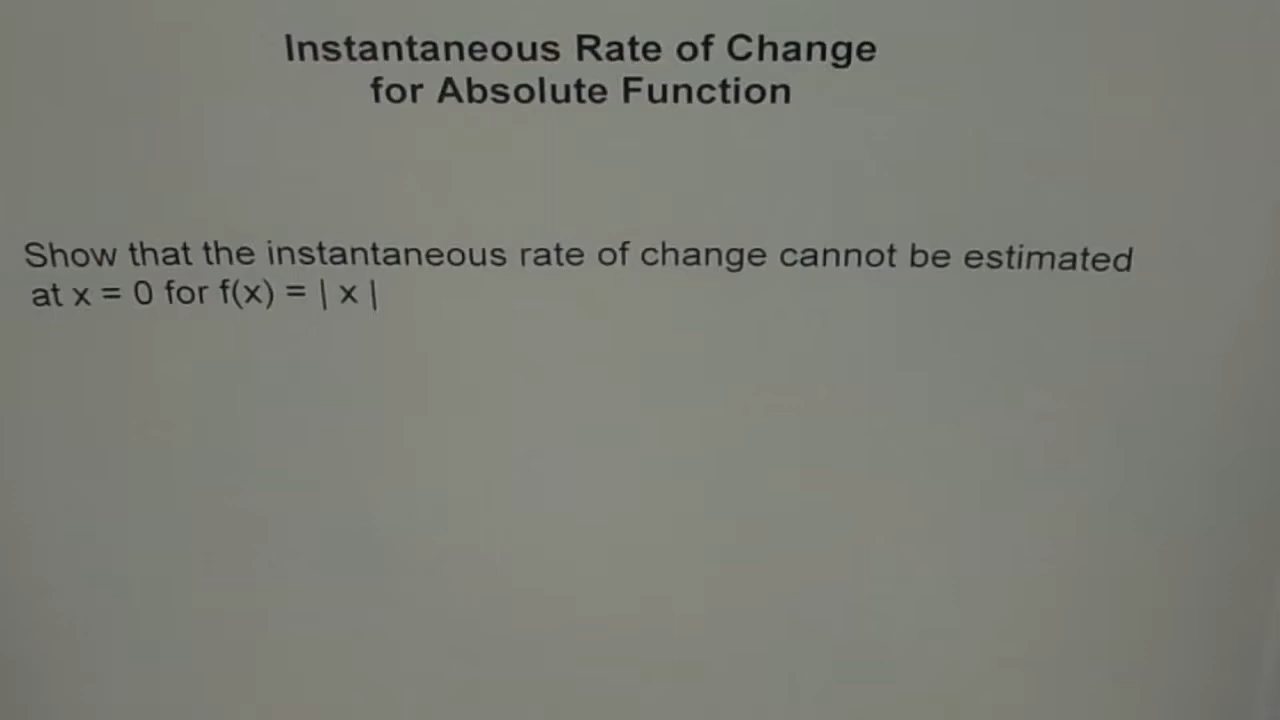 Instantaneous Rate of Change
for Absolute Function
Show that the instantaneous rate of change cannot be estimated
at x = 0 for f(x) = | x |